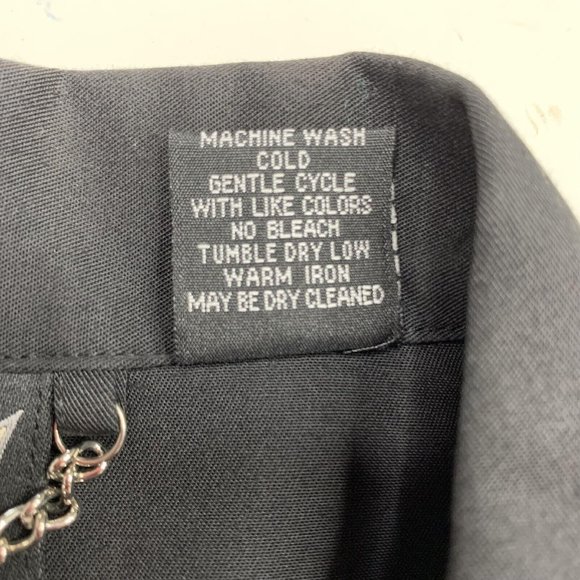 MACHINE WASH
COLD
GENTLE CYCLE
WITH LIKE COLORS
NO BLEACH
TUMBLE DRY LOW
WARM IRON
MAY BE DRY CLEANED